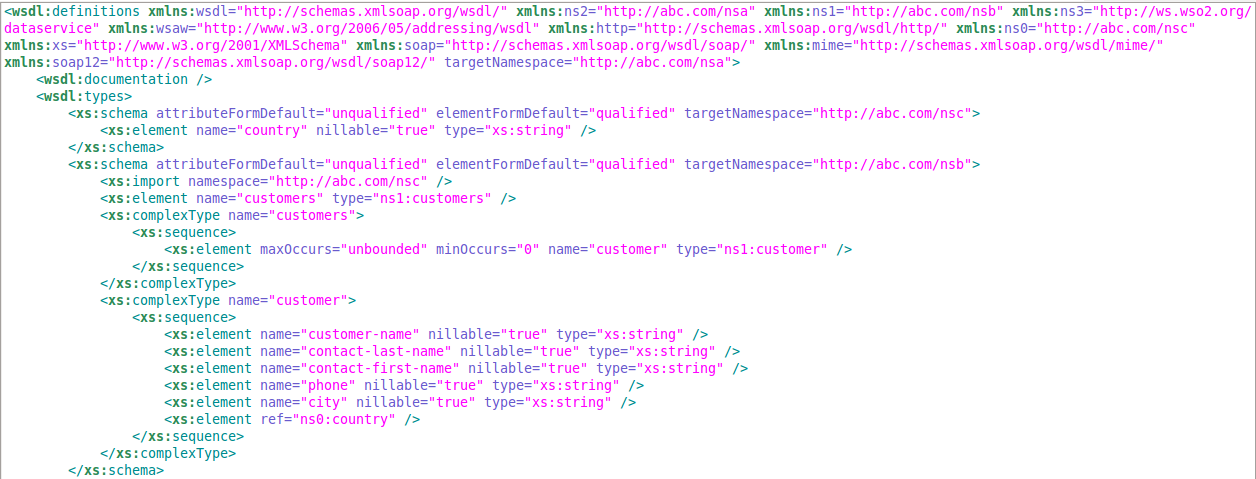 <wsdl:definitions xmlns:wsdl="http://schemas.xmlsoap.org/wsdl/" xmlns:ns2="http://abc.com/nsa" xmlns:ns1="http://abc.com/nsb" xmlns:ns3="http://ws.wso2.org/
dataservice" xmlns:wsaw="http://www.w3.org/2006/05/addressing/wsdl" xmlns:http="http://schemas.xmlsoap.org/wsdl/http/" xmlns:ns0="http://abc.com/nsc"
xmlns:xs="http://www.w3.org/2001/XMLSchema" xmlns:soap="http://schemas.xmlsoap.org/wsdl/soap/" xmlns:mime="http://schemas.xmlsoap.org/wsdl/mime/"
xmlns:soap12="http://schemas.xmlsoap.org/wsdl/soap12/" targetNamespace="http://abc.com/nsa">
    <wsdl:documentation />
    <wsdl:types>
        <xs:schema attributeFormDefault="unqualified" elementFormDefault="qualified" targetNamespace="http://abc.com/nsc">
            <xs:element name="country" nillable="true" type="xs:string" />
        </xs:schema>
        <xs:schema attributeFormDefault="unqualified" elementFormDefault="qualified" targetNamespace="http://abc.com/nsb">
            <xs:import namespace="http://abc.com/nsc" />
            <xs:element name="customers" type="ns1:customers" />
            <xs:complexType name="customers">
                <xs:sequence>
                    <xs:element maxOccurs="unbounded" minOccurs="0" name="customer" type="ns1:customer" />
                </xs:sequence>
            </xs:complexType>
            <xs:complexType name="customer">
                <xs:sequence>
                    <xs:element name="customer-name" nillable="true" type="xs:string" />
                    <xs:element name="contact-last-name" nillable="true" type="xs:string" />
                    <xs:element name="contact-first-name" nillable="true" type="xs:string" />
                    <xs:element name="phone" nillable="true" type="xs:string" />
                    <xs:element name="city" nillable="true" type="xs:string" />
                    <xs:element ref="ns0:country" />
                </xs:sequence>
            </xs:complexType>
        </xs:schema>